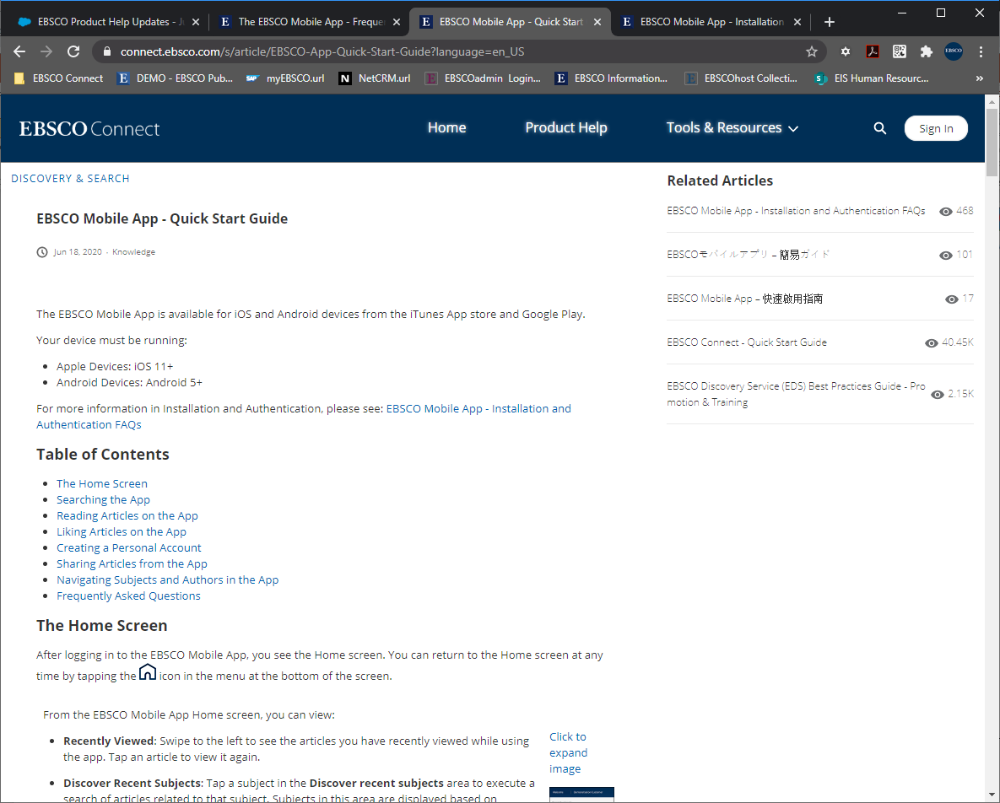 EBSCO Product Help Updates - J
The EBSCO Mobile App - Freque
EBSCO Mobile App - Quick Start
EBSCO Mobile App - Installation
connect.ebsco.com/s/article/EBSCO-App-Quick-Start-Guide?language=en_US
EBSCO Connect
DEMO - EBSCO Pub...
myEBSCO.url
NetCRM.url
EBSCOadmin Login...
EBSCO Information...
EBSCOhost Collecti...
EIS Human Resourc...
»
EBSCO Connect
Home
Product Help
Tools & Resources
Sign In
DISCOVERY & SEARCH
EBSCO Mobile App - Quick Start Guide
Jun 18, 2020 · Knowledge
The EBSCO Mobile App is available for iOS and Android devices from the iTunes App store and Google Play.
Your device must be running:
• Apple Devices: iOS 11+
• Android Devices: Android 5+
For more information in Installation and Authentication, please see: EBSCO Mobile App - Installation and
Authentication FAQs
Table of Contents
• The Home Screen
• Searching the App
• Reading Articles on the App
• Liking Articles on the App
• Creating a Personal Account
• Sharing Articles from the App
• Navigating Subjects and Authors in the App
• Frequently Asked Questions
The Home Screen
After logging in to the EBSCO Mobile App, you see the Home screen. You can return to the Home screen at any
time by tapping the icon in the menu at the bottom of the screen.
From the EBSCO Mobile App Home screen, you can view:
• Recently Viewed: Swipe to the left to see the articles you have recently viewed while using
the app. Tap an article to view it again.
• Discover Recent Subjects: Tap a subject in the Discover recent subjects area to execute a
search of articles related to that subject. Subjects in this area are displayed based on
Click to
expand
image
Related Articles
EBSCO Mobile App - Installation and Authentication FAQs 468
EBSCOモバイルアプリ – 簡易ガイド 101
EBSCO Mobile App – 快速啟用指南 17
EBSCO Connect - Quick Start Guide 40.45K
EBSCO Discovery Service (EDS) Best Practices Guide - Pro
motion & Training 2.15K